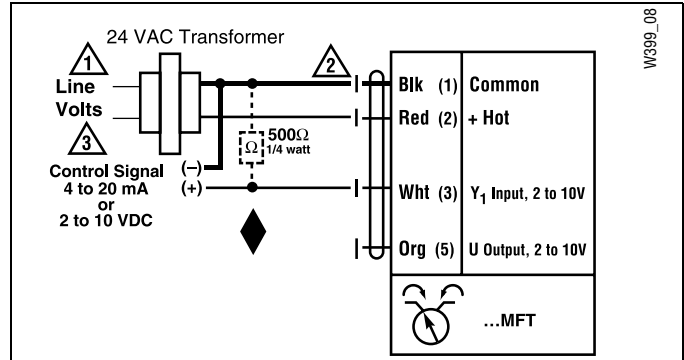 W399_08
24 VAC Transformer
1
Line
Volts
2
3
Control Signal
4 to 20 mA
or
2 to 10 VDC
(–)
(+)
Ω
500Ω
1/4 watt
Blk (1) Common
Red (2) + Hot
Wht (3) Y1 Input, 2 to 10V
Org (5) U Output, 2 to 10V
...MFT